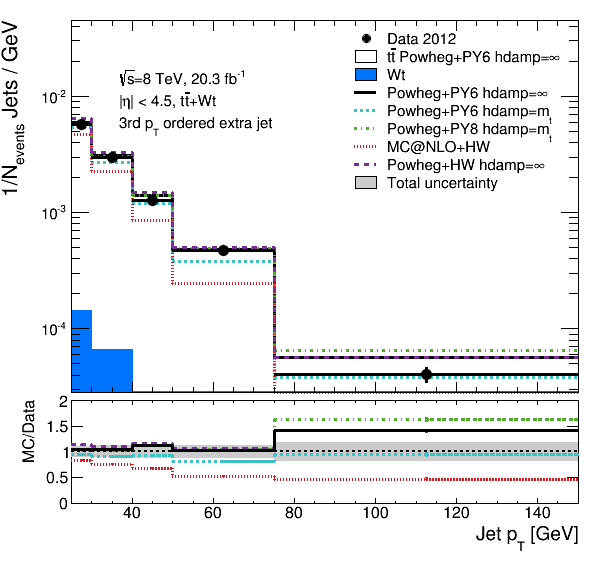 1/N_events Jets / GeV
10⁻²
10⁻³
10⁻⁴
√s=8 TeV, 20.3 fb⁻¹
|η| < 4.5, tt̄+Wt
3rd p_T ordered extra jet
Data 2012
tt̄ Powheg+PY6 hdamp=∞
Wt
Powheg+PY6 hdamp=∞
Powheg+PY6 hdamp=m_t
Powheg+PY8 hdamp=m_t
MC@NLO+HW
Powheg+HW hdamp=∞
Total uncertainty
MC/Data
2
1.5
1
0.5
0
40 60 80 100 120 140
Jet p_T [GeV]